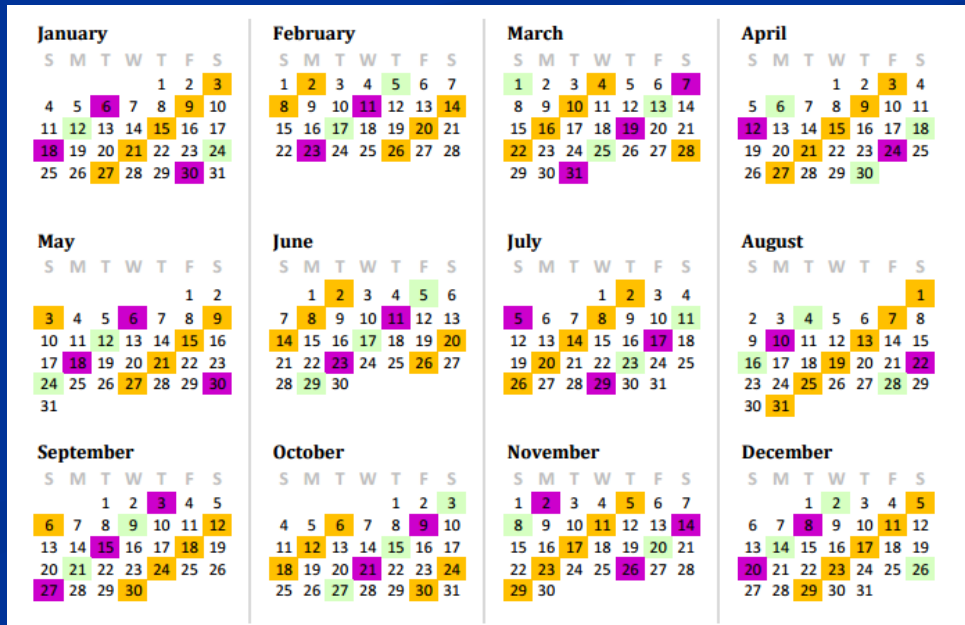 January
S M T W T F S
1 2 3
4 5 6 7 8 9 10
11 12 13 14 15 16 17
18 19 20 21 22 23 24
25 26 27 28 29 30 31
February
S M T W T F S
1 2 3 4 5 6 7
8 9 10 11 12 13 14
15 16 17 18 19 20 21
22 23 24 25 26 27 28
March
S M T W T F S
1 2 3 4 5 6 7
8 9 10 11 12 13 14
15 16 17 18 19 20 21
22 23 24 25 26 27 28
29 30 31
April
S M T W T F S
1 2 3 4
5 6 7 8 9 10 11
12 13 14 15 16 17 18
19 20 21 22 23 24 25
26 27 28 29 30
May
S M T W T F S
1 2
3 4 5 6 7 8 9
10 11 12 13 14 15 16
17 18 19 20 21 22 23
24 25 26 27 28 29 30
31
June
S M T W T F S
1 2 3 4 5 6
7 8 9 10 11 12 13
14 15 16 17 18 19 20
21 22 23 24 25 26 27
28 29 30
July
S M T W T F S
1 2 3 4
5 6 7 8 9 10 11
12 13 14 15 16 17 18
19 20 21 22 23 24 25
26 27 28 29 30 31
August
S M T W T F S
1
2 3 4 5 6 7 8
9 10 11 12 13 14 15
16 17 18 19 20 21 22
23 24 25 26 27 28 29
30 31
September
S M T W T F S
1 2 3 4 5
6 7 8 9 10 11 12
13 14 15 16 17 18 19
20 21 22 23 24 25 26
27 28 29 30
October
S M T W T F S
1 2 3
4 5 6 7 8 9 10
11 12 13 14 15 16 17
18 19 20 21 22 23 24
25 26 27 28 29 30 31
November
S M T W T F S
1 2 3 4 5 6 7
8 9 10 11 12 13 14
15 16 17 18 19 20 21
22 23 24 25 26 27 28
29 30
December
S M T W T F S
1 2 3 4 5
6 7 8 9 10 11 12
13 14 15 16 17 18 19
20 21 22 23 24 25 26
27 28 29 30 31